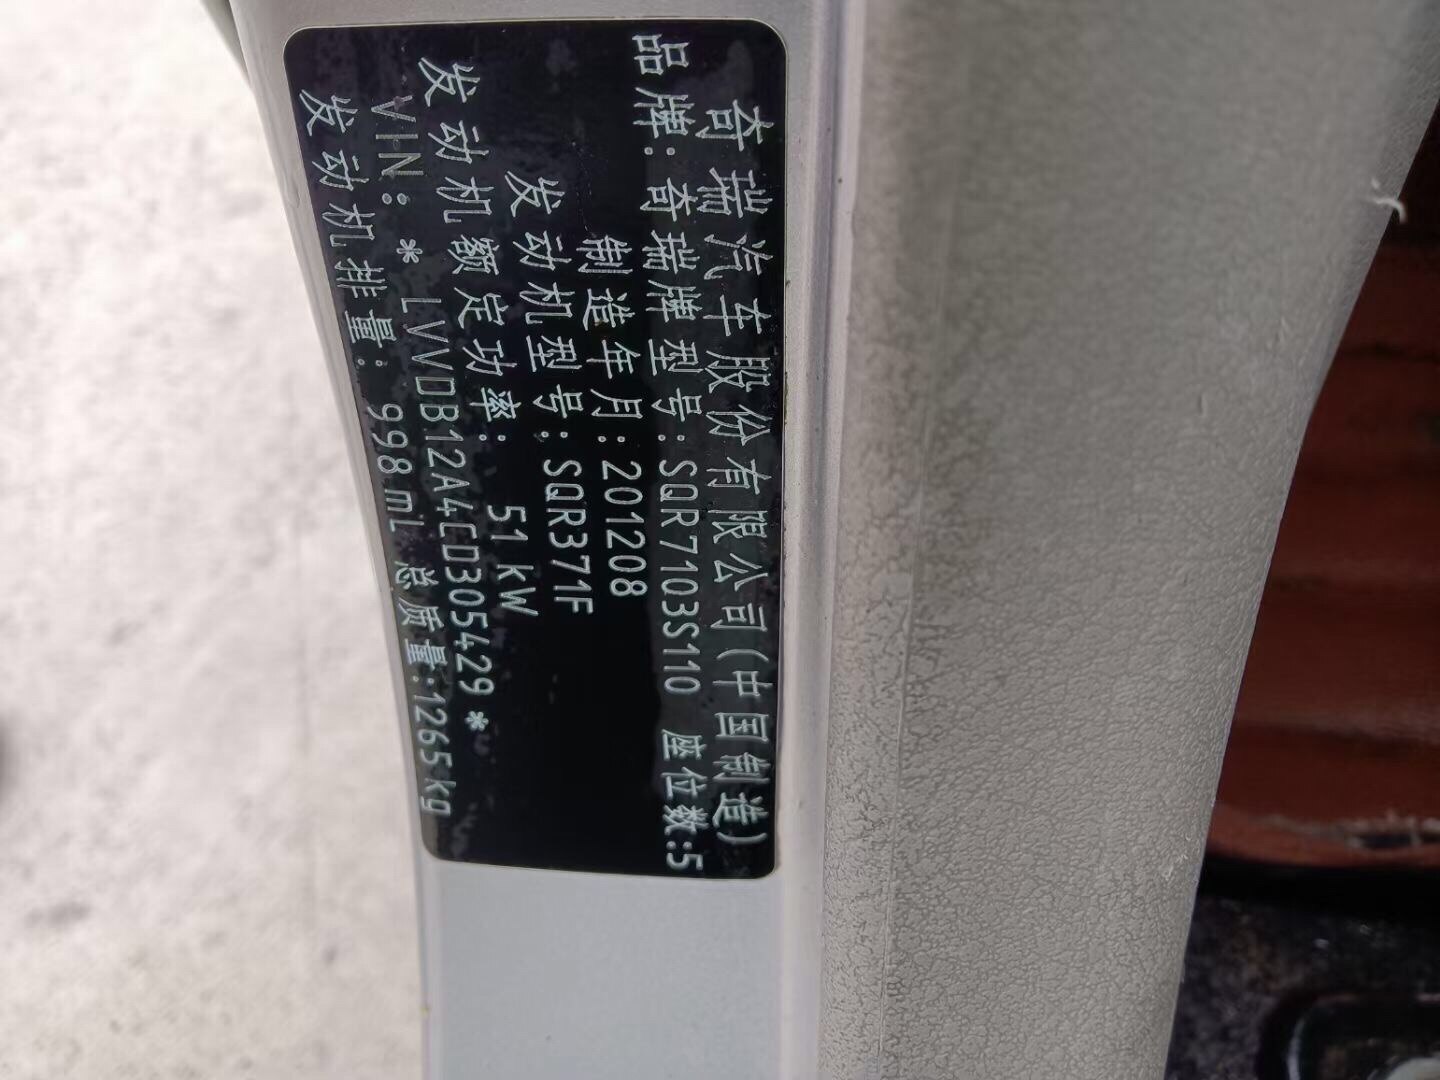 奇瑞汽车股份有限公司(中国制造)
品牌:奇瑞牌 型号:SQR7103S110 座位数:5
制造年月:201208
发动机型号:SQR371F
发动机额定功率: 51kW
VIN:*LVVDB12A4CD305429*
发动机排量: 998mL 总质量:1265kg